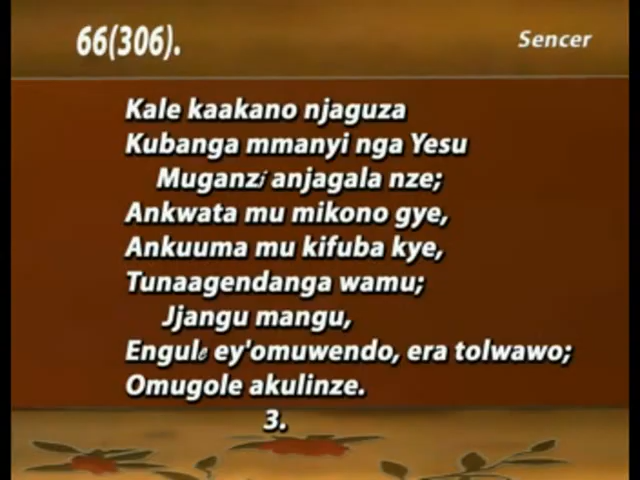 66(306).
Sencer
Kale kaakano njaguza
Kubanga mmanyi nga Yesu
Muganzi anjagala nze;
Ankwata mu mikono gye,
Ankuuma mu kifuba kye,
Tunaagendanga wamu;
Jjangu mangu,
Engule ey'omuwendo, era tolwawo;
Omugole akulinze.
3.